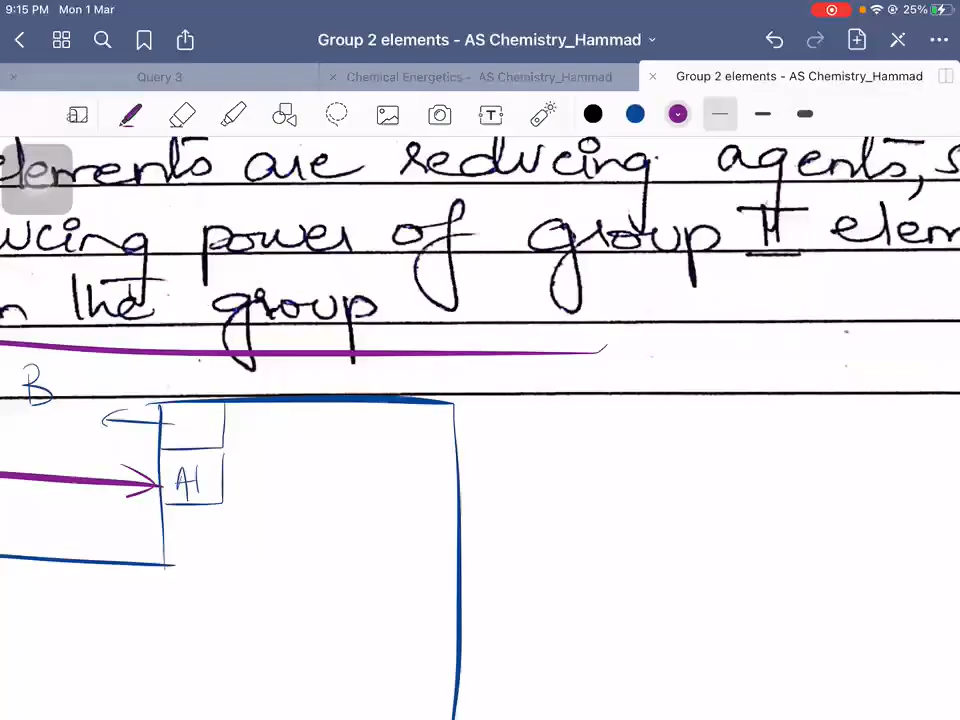 9:15 PM Mon 1 Mar 25%
Group 2 elements - AS Chemistry_Hammad
Query 3 Chemical Energetics - AS Chemistry_Hammad Group 2 elements - AS Chemistry_Hammad
T
elements are reducing agents, s
ucing power of group II elem
n the group
B
Al